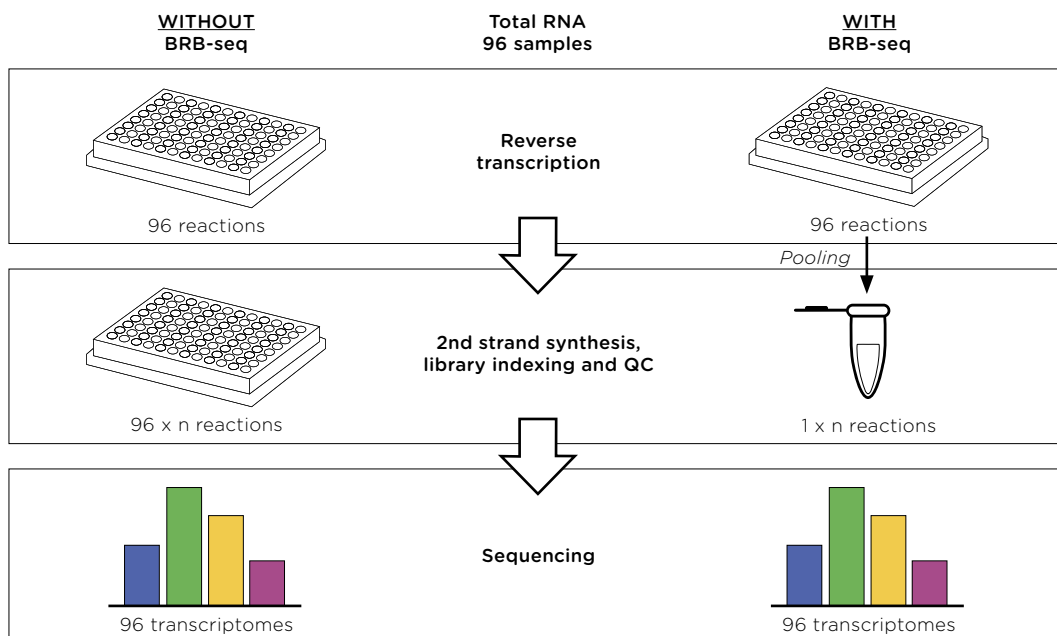 WITHOUT
BRB-seq
Total RNA
96 samples
WITH
BRB-seq
96 reactions
Reverse
transcription
96 reactions
Pooling
96 x n reactions
2nd strand synthesis,
library indexing and QC
1 x n reactions
96 transcriptomes
Sequencing
96 transcriptomes